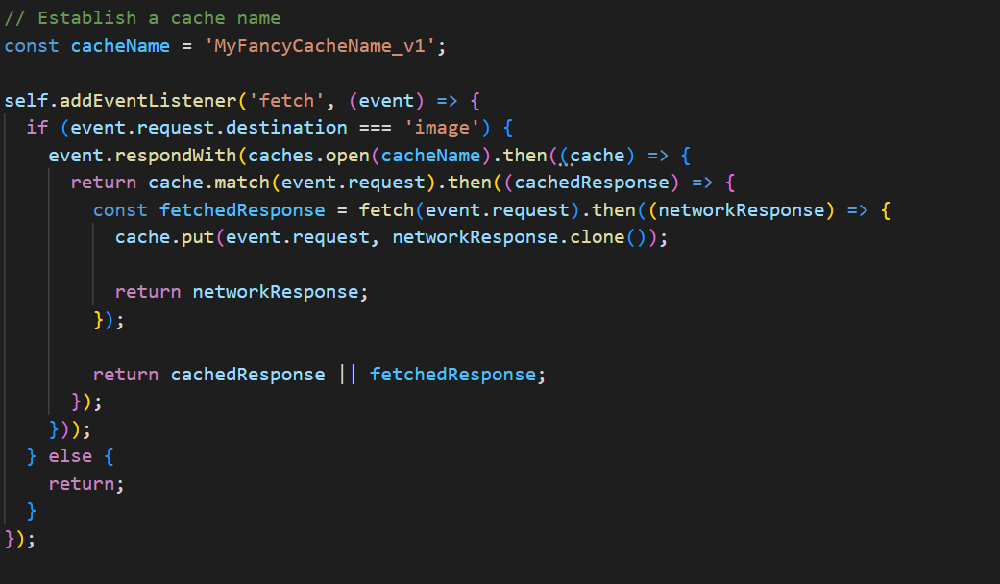 // Establish a cache name
const cacheName = 'MyFancyCacheName_v1';

self.addEventListener('fetch', (event) => {
  if (event.request.destination === 'image') {
    event.respondWith(caches.open(cacheName).then((cache) => {
      return cache.match(event.request).then((cachedResponse) => {
        const fetchedResponse = fetch(event.request).then((networkResponse) => {
          cache.put(event.request, networkResponse.clone());

          return networkResponse;
        });

        return cachedResponse || fetchedResponse;
      });
    }));
  } else {
    return;
  }
});